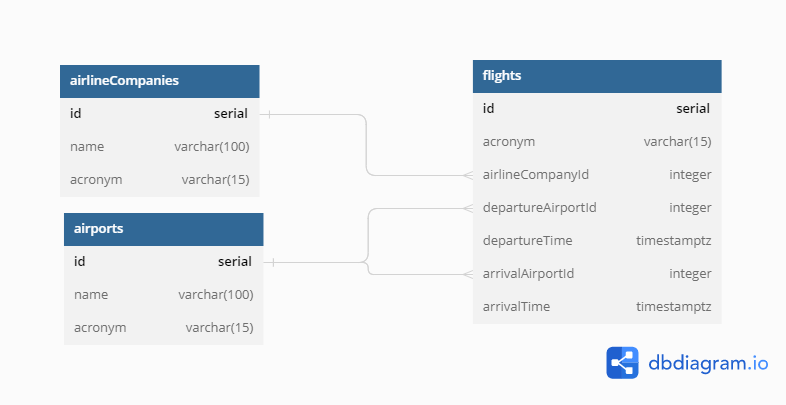 airlineCompanies
id serial
name varchar(100)
acronym varchar(15)
airports
id serial
name varchar(100)
acronym varchar(15)
flights
id serial
acronym varchar(15)
airlineCompanyId integer
departureAirportId integer
departureTime timestamptz
arrivalAirportId integer
arrivalTime timestamptz
dbdiagram.io